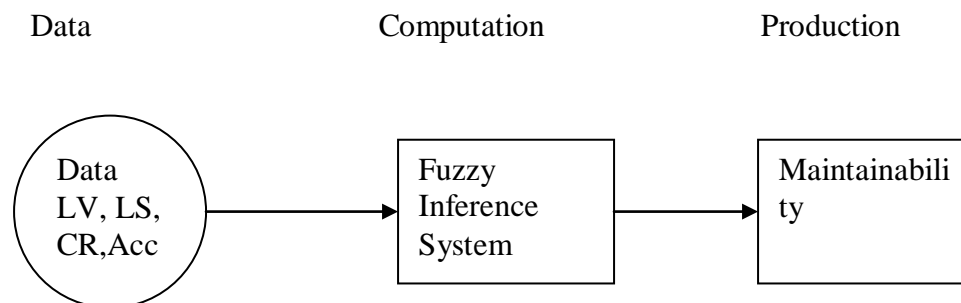 Data Computation Production
Data
LV, LS,
CR,Acc
Fuzzy
Inference
System
Maintainabili
ty